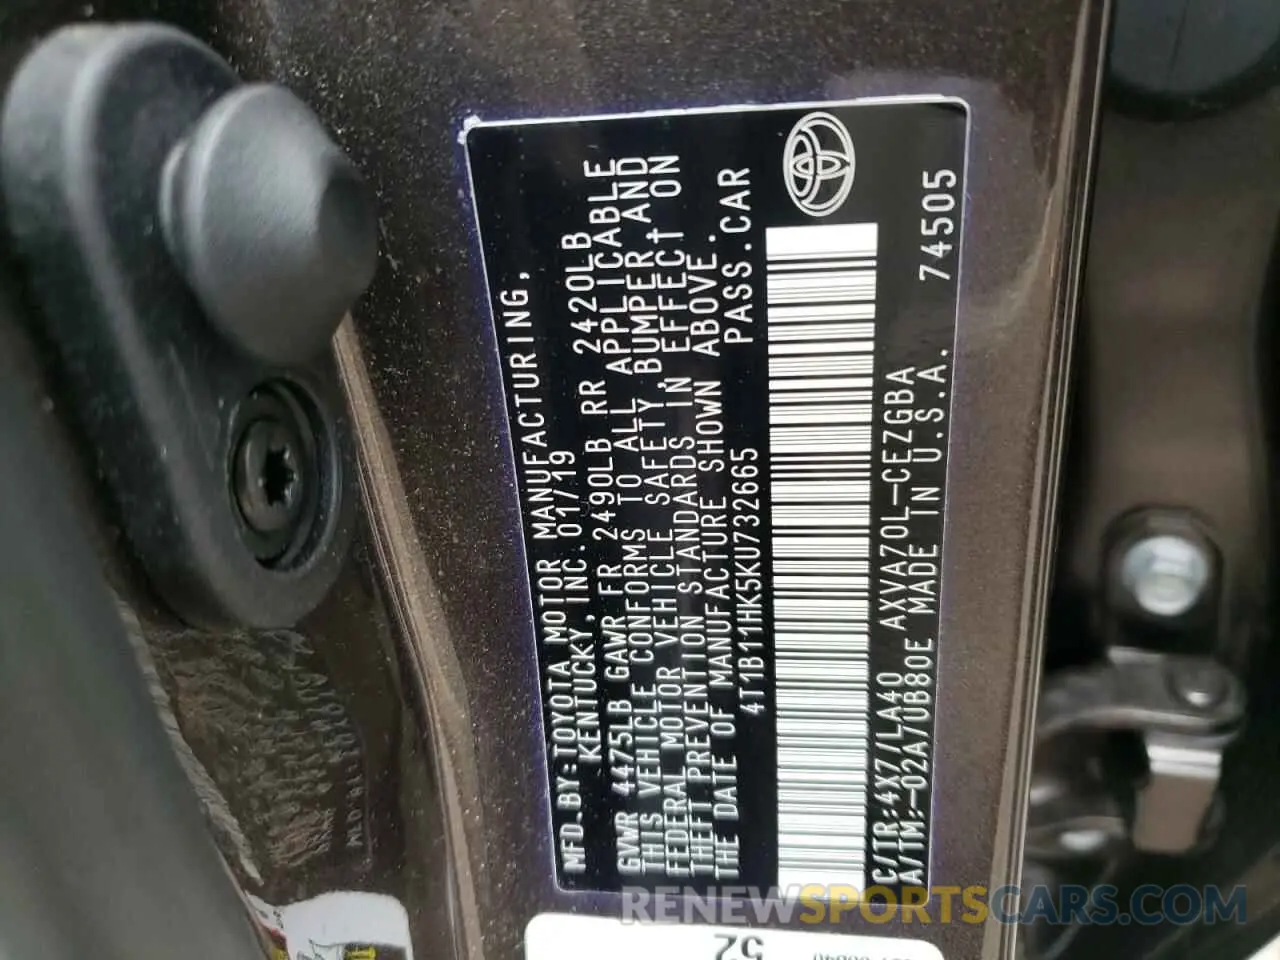 MFD.BY:TOYOTA MOTOR MANUFACTURING,
KENTUCKY, INC. 01/19
GVWR 4475LB GAWR FR 2490LB RR 2420LB
THIS VEHICLE CONFORMS TO ALL APPLICABLE
FEDERAL MOTOR VEHICLE SAFETY, BUMPER, AND
THEFT PREVENTION STANDARDS IN EFFECT ON
THE DATE OF MANUFACTURE SHOWN ABOVE.
4T1B11HK5KU732665 PASS.CAR
C/TR:4X7/LA40 AXVA70L-CEZGBA
A/TM:-02A/UB80E MADE IN U.S.A. 74505
52
RENEWSPORTSCARS.COM